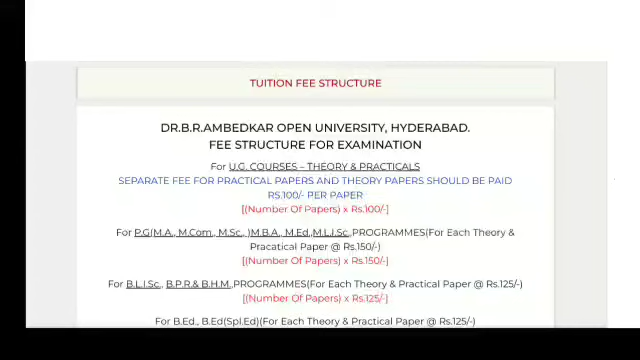 TUITION FEE STRUCTURE
DR.B.R.AMBEDKAR OPEN UNIVERSITY, HYDERABAD.
FEE STRUCTURE FOR EXAMINATION
For U.G. COURSES – THEORY & PRACTICALS
SEPARATE FEE FOR PRACTICAL PAPERS AND THEORY PAPERS SHOULD BE PAID
RS.100/- PER PAPER
[(Number Of Papers) x Rs.100/-]
For P.G(M.A., M.Com., M.Sc., )M.B.A., M.Ed.,M.L.I.Sc.,PROGRAMMES(For Each Theory &
Pracatical Paper @ Rs.150/-)
[(Number Of Papers) x Rs.150/-]
For B.L.I.Sc., B.P.R.& B.H.M.,PROGRAMMES(For Each Theory & Practical Paper @ Rs.125/-)
[(Number Of Papers) x Rs.125/-]
For B.Ed., B.Ed(Spl.Ed)(For Each Theory & Practical Paper @ Rs.125/-)